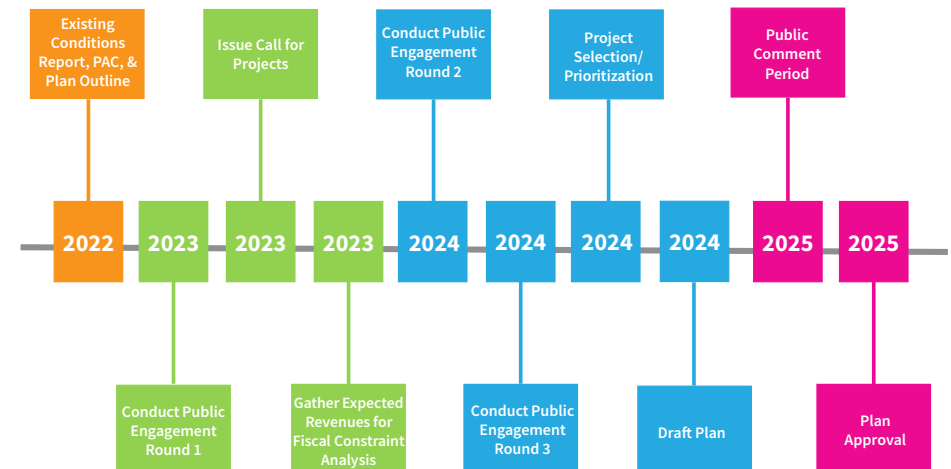 Existing
Conditions
Report, PAC, &
Plan Outline
Issue Call for
Projects
Conduct Public
Engagement
Round 2
Project
Selection/
Prioritization
Public
Comment
Period
2022
2023
2023
2023
2024
2024
2024
2024
2025
2025
Conduct Public
Engagement
Round 1
Gather Expected
Revenues for
Fiscal Constraint
Analysis
Conduct Public
Engagement
Round 3
Draft Plan
Plan
Approval